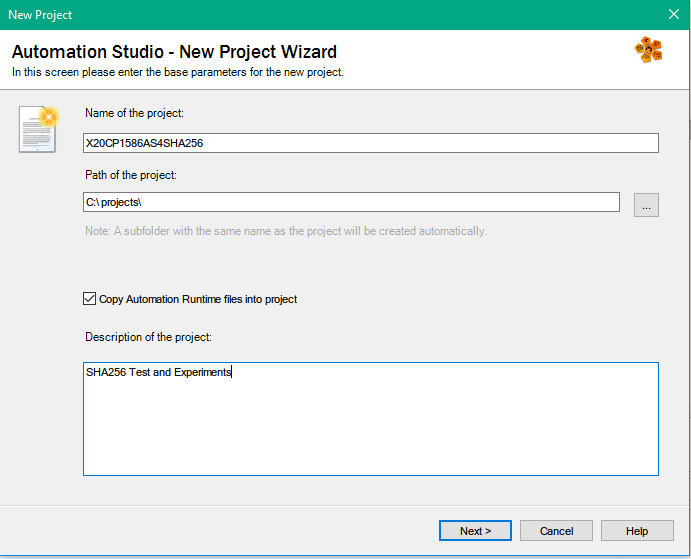 New Project
Automation Studio - New Project Wizard
In this screen please enter the base parameters for the new project.
Name of the project:
X20CP1586AS4SHA256
Path of the project:
C:\projects\
...
Note: A subfolder with the same name as the project will be created automatically.
Copy Automation Runtime files into project
Description of the project:
SHA256 Test and Experiments
Next >
Cancel
Help